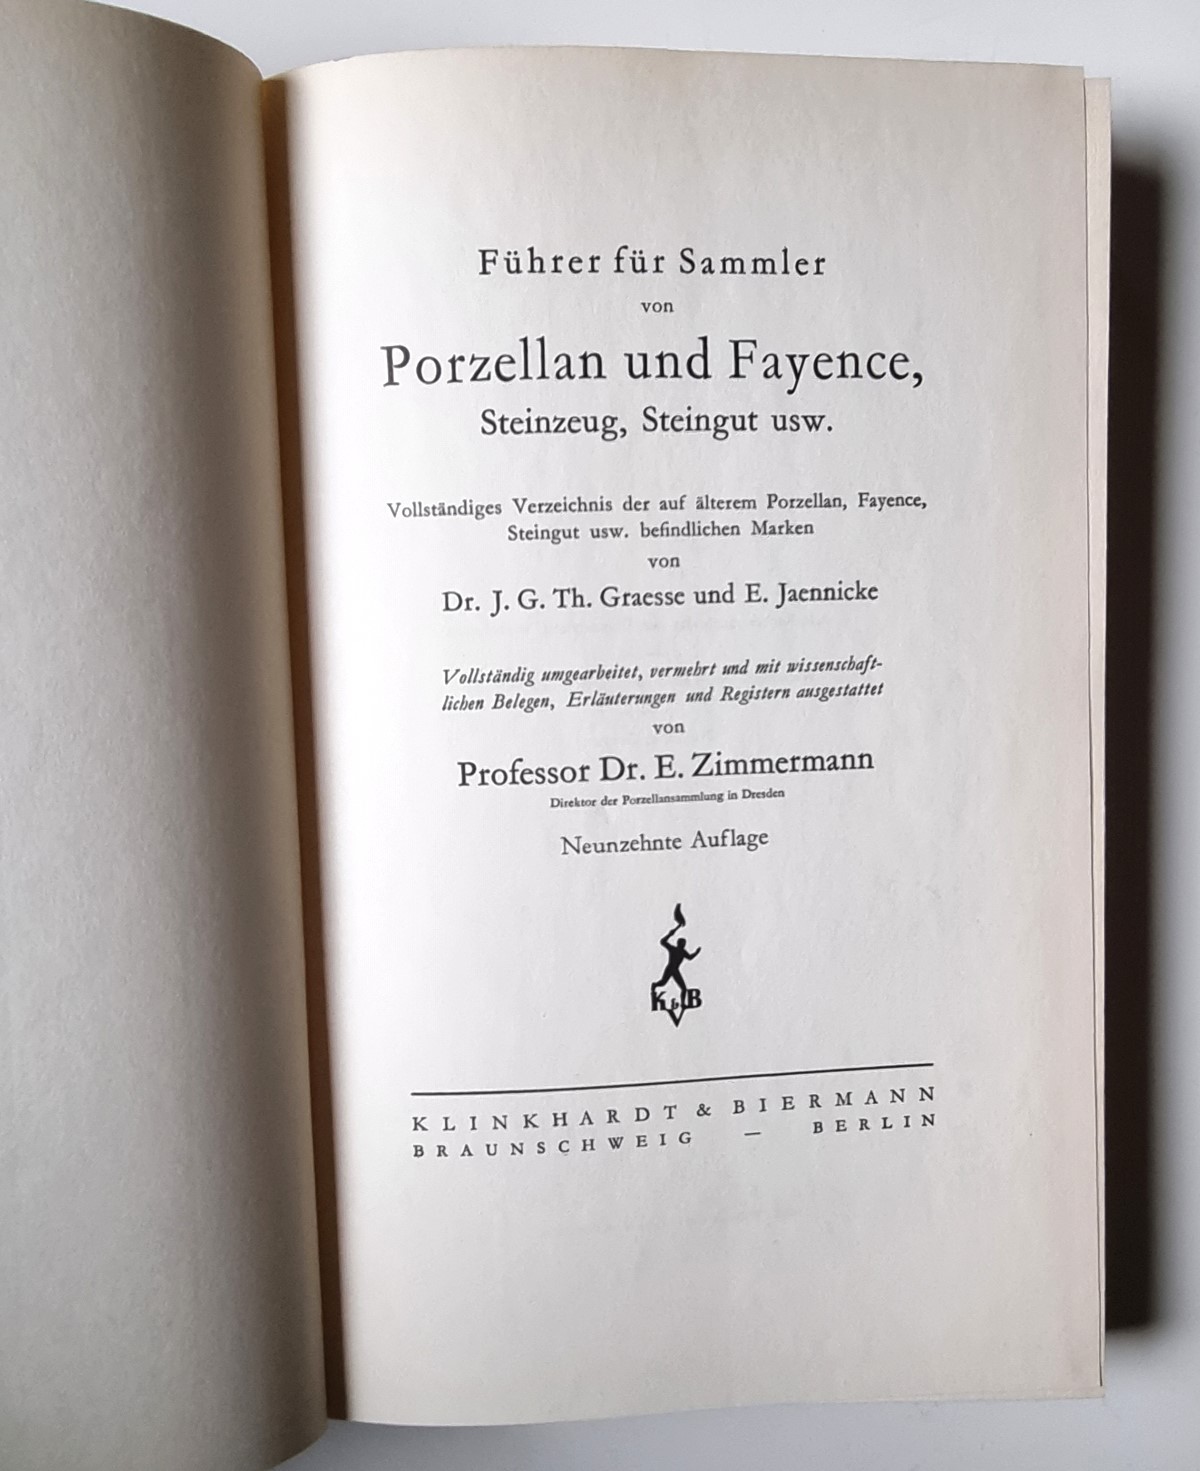 Führer für Sammler
von
Porzellan und Fayence,
Steinzeug, Steingut usw.
Vollständiges Verzeichnis der auf älterem Porzellan, Fayence,
Steingut usw. befindlichen Marken
von
Dr. J. G. Th. Graesse und E. Jaennicke
Vollständig umgearbeitet, vermehrt und mit wissenschaft-
lichen Belegen, Erläuterungen und Registern ausgestattet
von
Professor Dr. E. Zimmermann
Direktor der Porzellansammlung in Dresden
Neunzehnte Auflage
K & B
KLINKHARDT & BIERMANN
BRAUNSCHWEIG — BERLIN